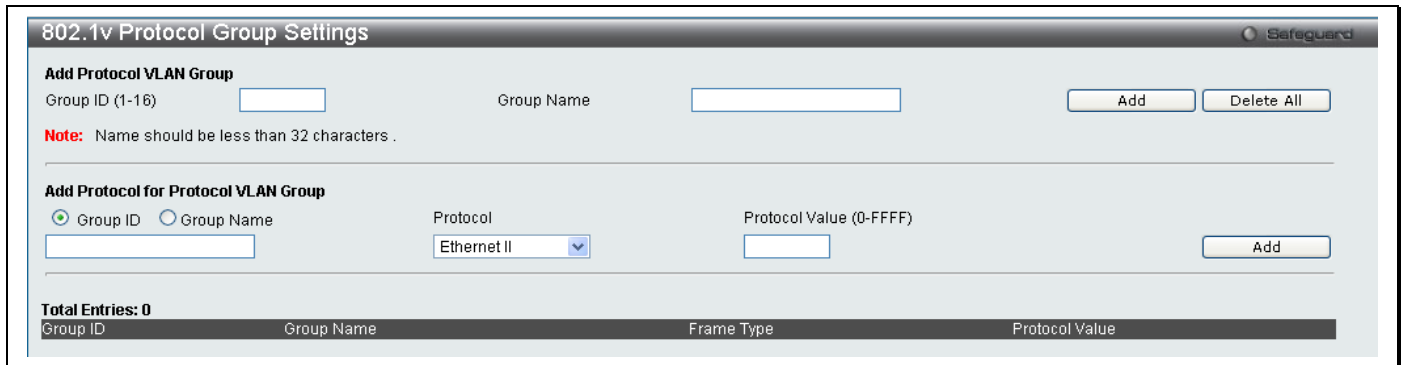 802.1v Protocol Group Settings Safeguard
Add Protocol VLAN Group
Group ID (1-16) Group Name Add Delete All
Note: Name should be less than 32 characters .
Add Protocol for Protocol VLAN Group
Group ID Group Name Protocol Protocol Value (0-FFFF)
Ethernet II Add
Total Entries: 0
Group ID Group Name Frame Type Protocol Value